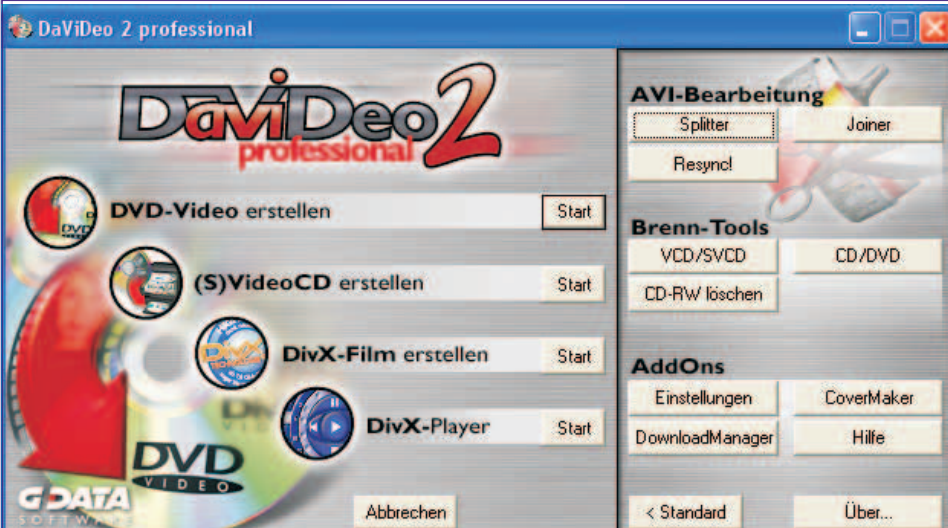 DaViDeo 2 professional
DaViDeo 2
professional
DVD-Video erstellen
Start
(S)VideoCD erstellen
Start
DivX-Film erstellen
Start
DivX-Player
Start
DVD
VIDEO
G DATA
SOFTWARE
Abbrechen
AVI-Bearbeitung
Splitter
Joiner
Resync!
Brenn-Tools
VCD/SVCD
CD/DVD
CD-RW löschen
AddOns
Einstellungen
CoverMaker
DownloadManager
Hilfe
< Standard
Über...